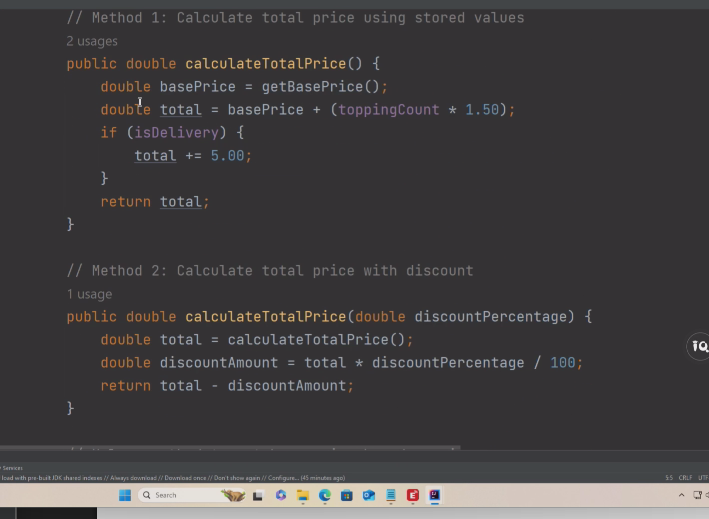 // Method 1: Calculate total price using stored values
2 usages
public double calculateTotalPrice() {
double basePrice = getBasePrice();
double total = basePrice + (toppingCount * 1.50);
if (isDelivery) {
total += 5.00;
}
return total;
}
// Method 2: Calculate total price with discount
1 usage
public double calculateTotalPrice(double discountPercentage) {
double total = calculateTotalPrice();
double discountAmount = total * discountPercentage / 100;
return total - discountAmount;
}
iQ
Services
load with pre-built JDK shared indexes // Always download // Download once // Don't show again // Configure... (45 minutes ago)
5:5 CRLF UTF
Search